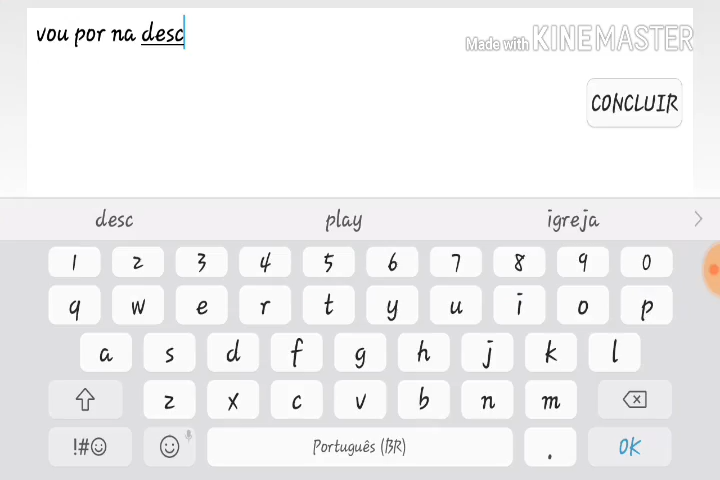 vou por na desc
Made with KINEMASTER
CONCLUIR
desc play igreja
1 2 3 4 5 6 7 8 9 0
q w e r t y u i o p
a s d f g h j k l
z x c v b n m
!#☺ Português (BR) . OK